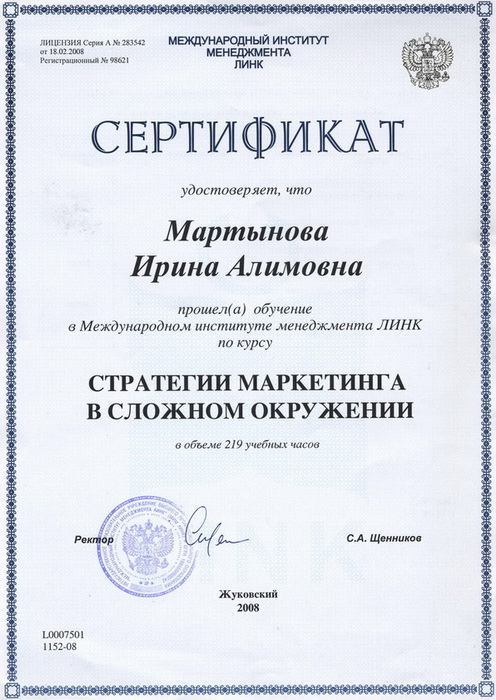 ЛИЦЕНЗИЯ Серия А № 283542
от 18.02.2008
Регистрационный № 98621
МЕЖДУНАРОДНЫЙ ИНСТИТУТ
МЕНЕДЖМЕНТА
ЛИНК
СЕРТИФИКАТ
удостоверяет, что
Мартынова
Ирина Алимовна
прошел(а) обучение
в Международном институте менеджмента ЛИНК
по курсу
СТРАТЕГИИ МАРКЕТИНГА
В СЛОЖНОМ ОКРУЖЕНИИ
в объеме 219 учебных часов
Ректор
С.А. Щенников
Жуковский
2008
L0007501
1152-08